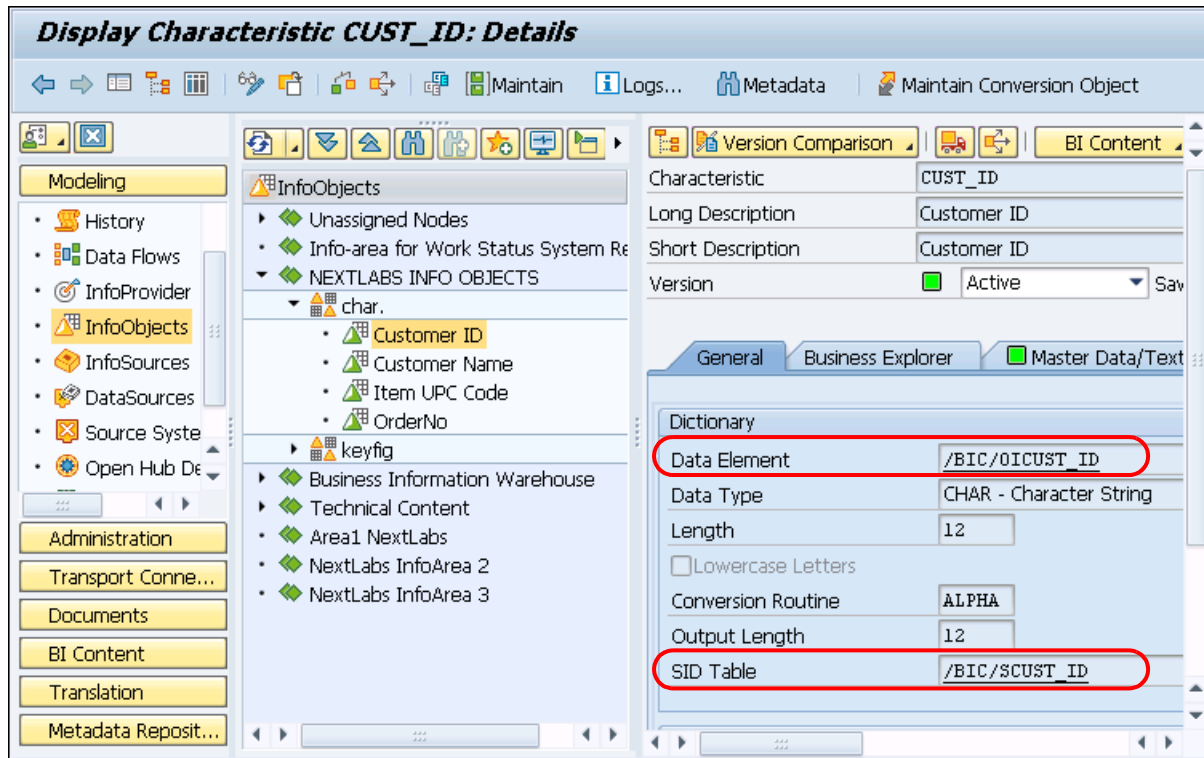 Display Characteristic CUST_ID: Details
Maintain Logs... Metadata Maintain Conversion Object
Modeling
History
Data Flows
InfoProvider
InfoObjects
InfoSources
DataSources
Source Syste
Open Hub De
Administration
Transport Conne...
Documents
BI Content
Translation
Metadata Reposit...
InfoObjects
Unassigned Nodes
Info-area for Work Status System Re
NEXTLABS INFO OBJECTS
char.
Customer ID
Customer Name
Item UPC Code
OrderNo
keyfig
Business Information Warehouse
Technical Content
Area1 NextLabs
NextLabs InfoArea 2
NextLabs InfoArea 3
Version Comparison BI Content
Characteristic CUST_ID
Long Description Customer ID
Short Description Customer ID
Version Active Sav
General Business Explorer Master Data/Text
Dictionary
Data Element /BIC/OICUST_ID
Data Type CHAR - Character String
Length 12
Lowercase Letters
Conversion Routine ALPHA
Output Length 12
SID Table /BIC/SCUST_ID